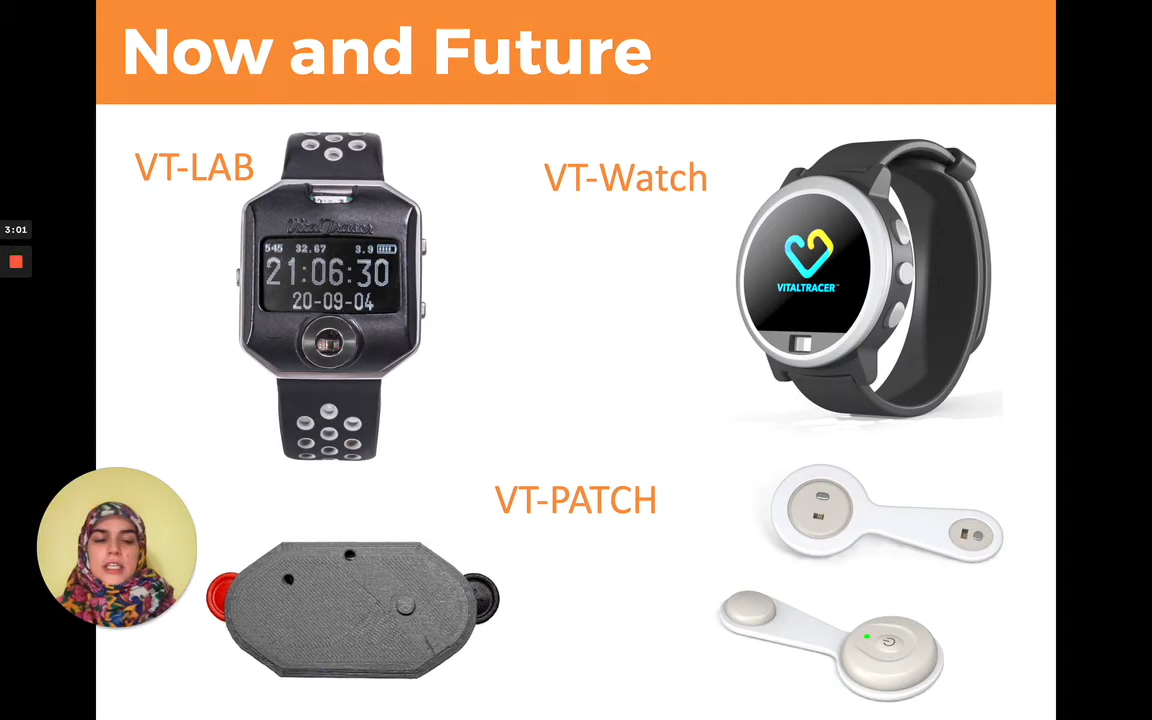 Now and Future
VT-LAB
VT-Watch
VitalTracer
545 32.67 3.9
21:06:30
20-09-04
VITALTRACER™
3:01
VT-PATCH